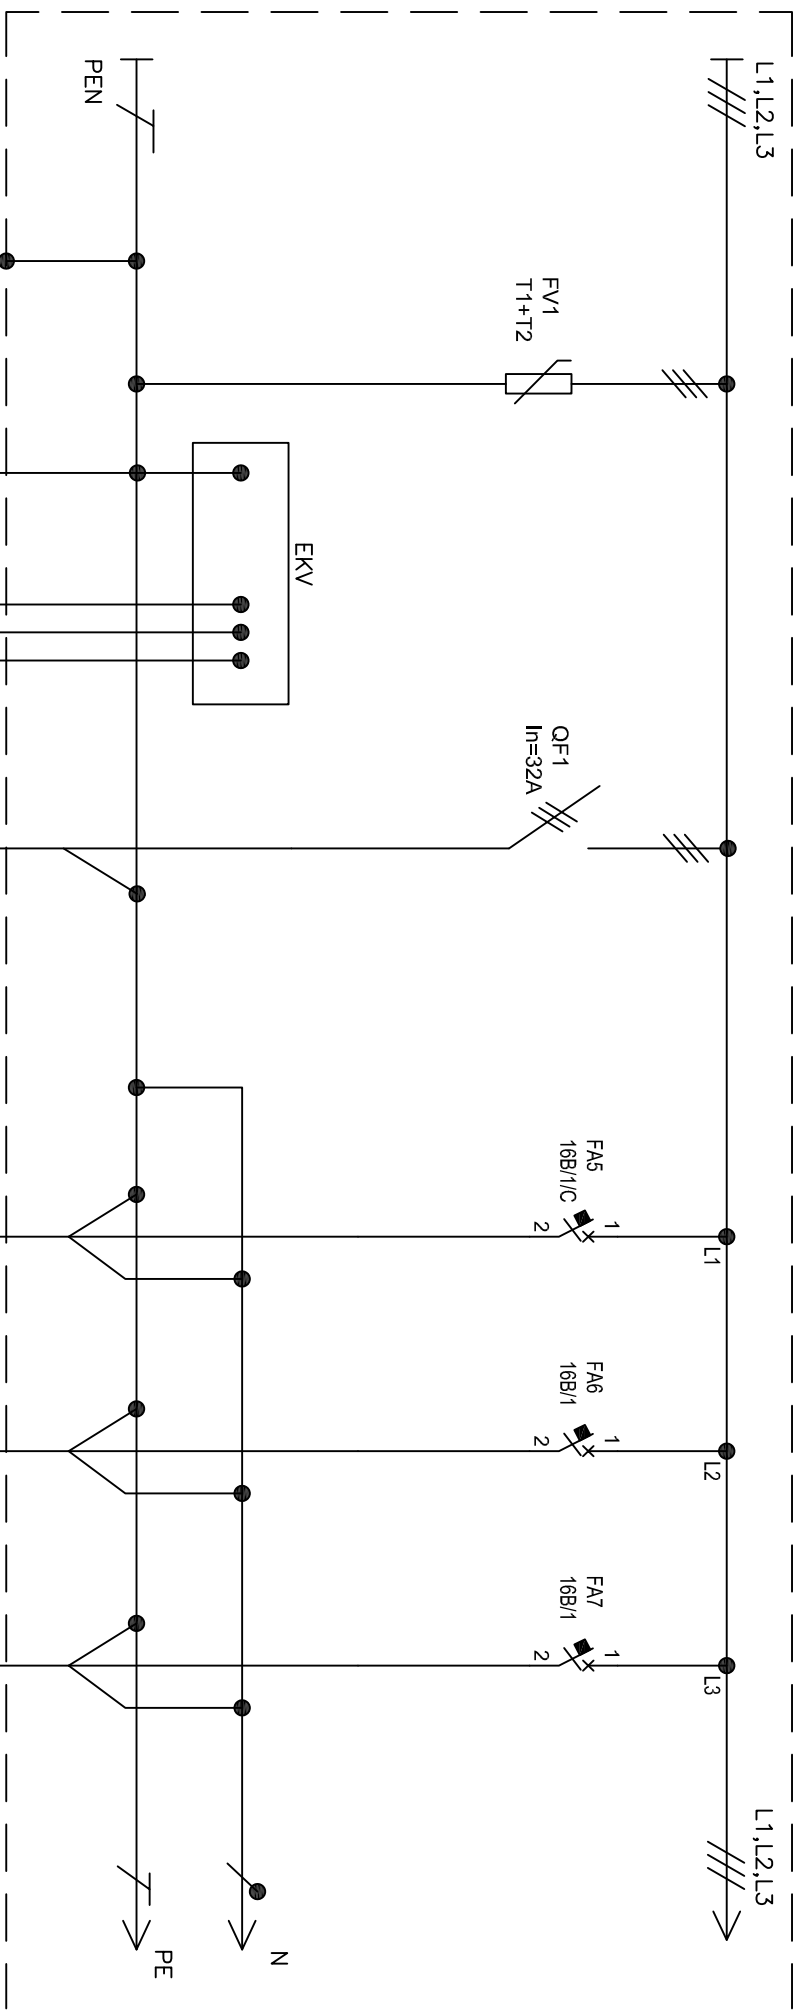 L1,L2,L3
PEN
FV1
T1+T2
EKV
QF1
In=32A
FA5
16B/1/C
1
2
L1
FA6
16B/1
1
2
L2
FA7
16B/1
1
2
L3
L1,L2,L3
N
PE